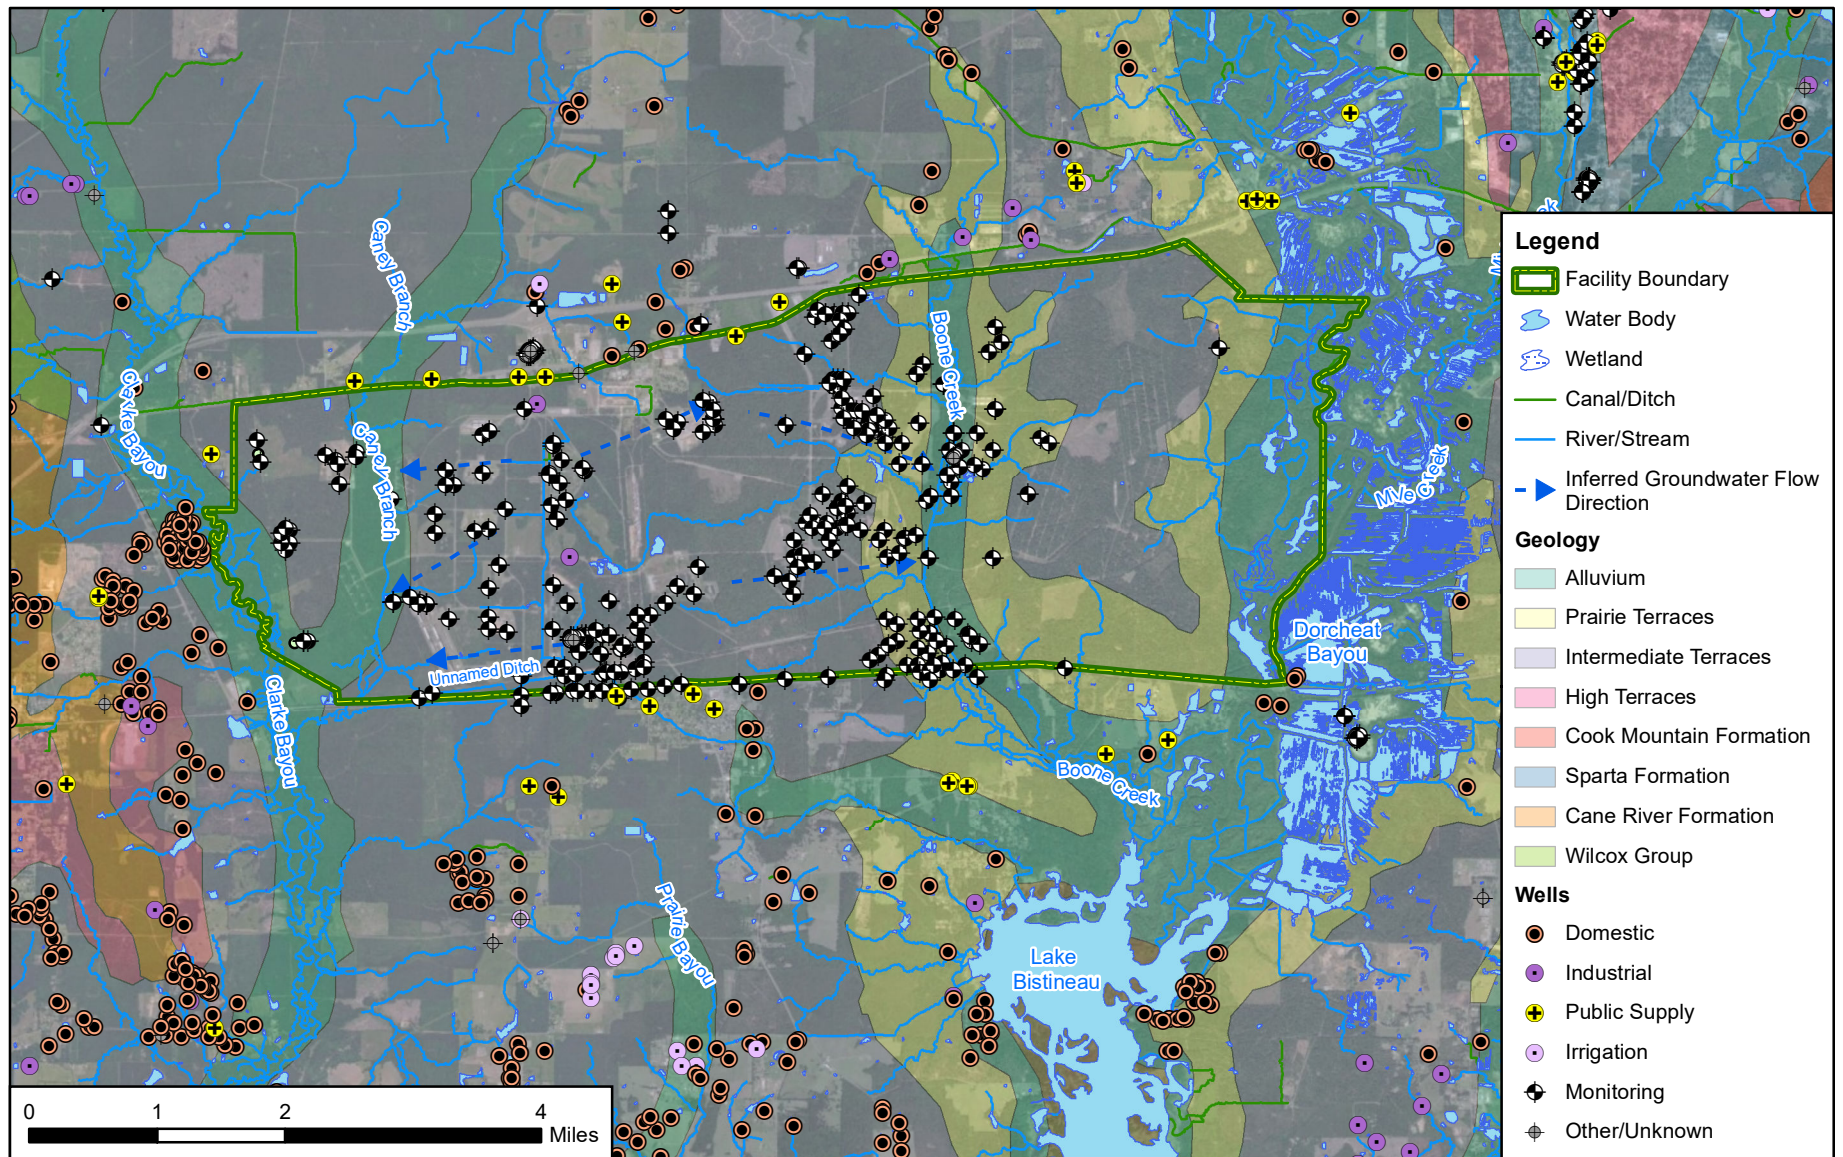 Caney Branch
Clarke Bayou
Canel Branch
Boone Creek
Unnamed Ditch
Clarke Bayou
Prairie Bayou
Boone Creek
Dorcheat
Bayou
Lake
Bistineau
Legend
Facility Boundary
Water Body
Wetland
Canal/Ditch
River/Stream
Inferred Groundwater Flow
Direction
Geology
Alluvium
Prairie Terraces
Intermediate Terraces
High Terraces
Cook Mountain Formation
Sparta Formation
Cane River Formation
Wilcox Group
Wells
Domestic
Industrial
Public Supply
Irrigation
Monitoring
Other/Unknown
0 1 2 4
Miles